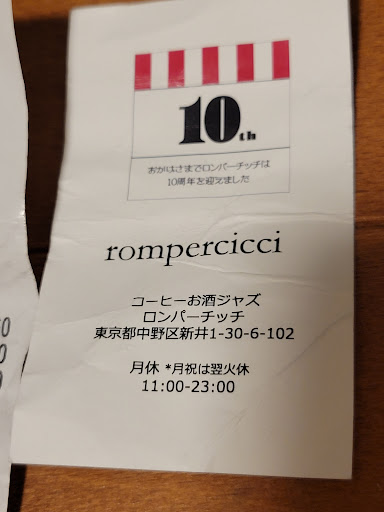 10th
おかげさまでロンパーチッチは
10周年を迎えました
rompercicci
コーヒーお酒ジャズ
ロンパーチッチ
東京都中野区新井1-30-6-102
月休 *月祝は翌火休
11:00-23:00